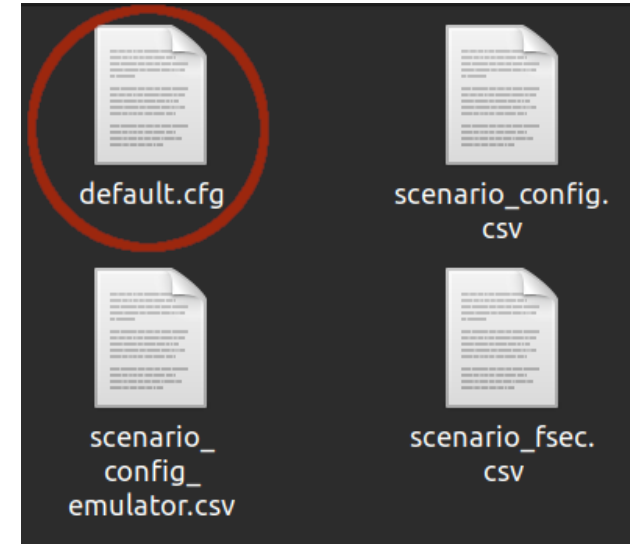 default.cfg
scenario_config.
csv
scenario_
config_
emulator.csv
scenario_fsec.
csv